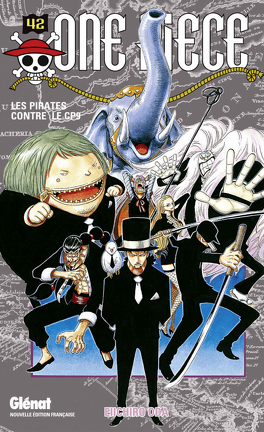 42
ONE PIECE
LES PIRATES
CONTRE LE CP9
Glénat
NOUVELLE ÉDITION FRANÇAISE
EIICHIRO ODA